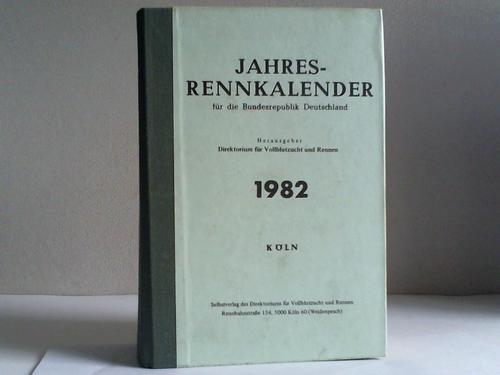 JAHRES-
RENNKALENDER
für die Bundesrepublik Deutschland
Herausgeber
Direktorium für Vollblutzucht und Rennen
1982
KÖLN
Selbstverlag des Direktoriums für Vollblutzucht und Rennen
Rennbahnstraße 154, 5000 Köln 60 (Weidenpesch)